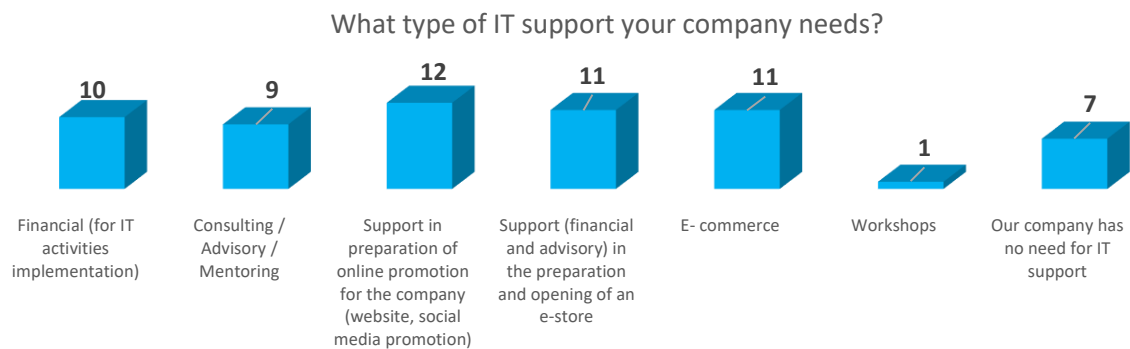 What type of IT support your company needs?
10
9
12
11
11
1
7
Financial (for IT
activities
implementation)
Consulting /
Advisory /
Mentoring
Support in
preparation of
online promotion
for the company
(website, social
media promotion)
Support (financial
and advisory) in
the preparation
and opening of an
e-store
E- commerce
Workshops
Our company has
no need for IT
support